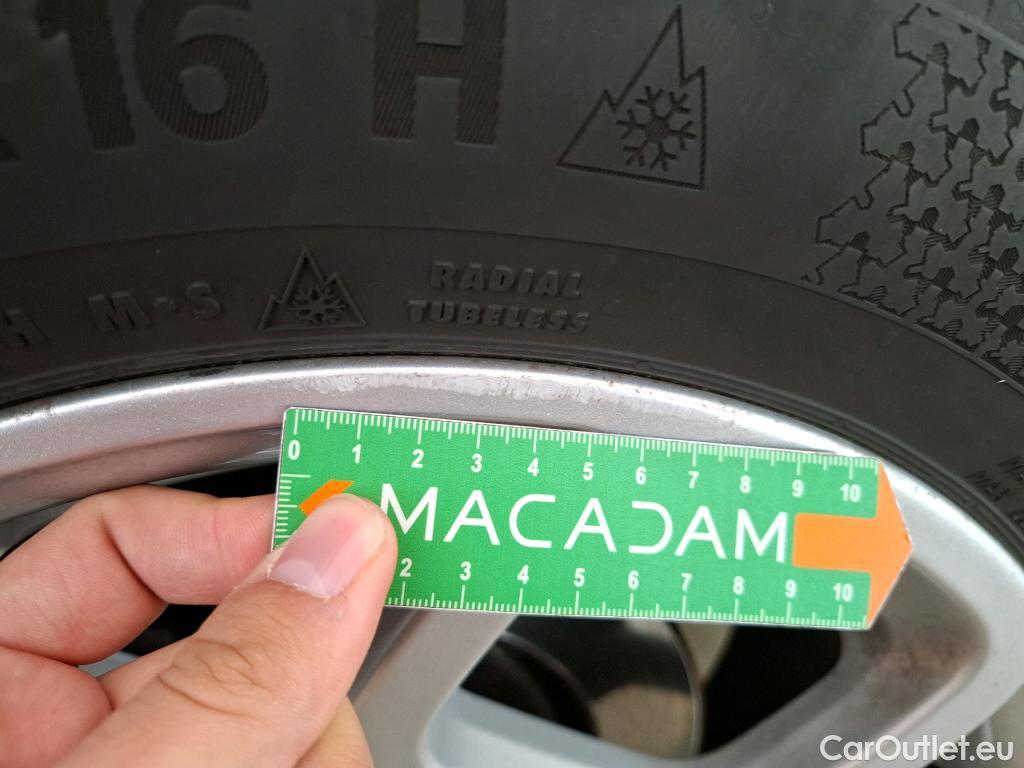 16 H
H M+S
RADIAL
TUBELESS
0 1 2 3 4 5 6 7 8 9 10
MACADAM
2 3 4 5 6 7 8 9 10
MAX
CarOutlet.eu